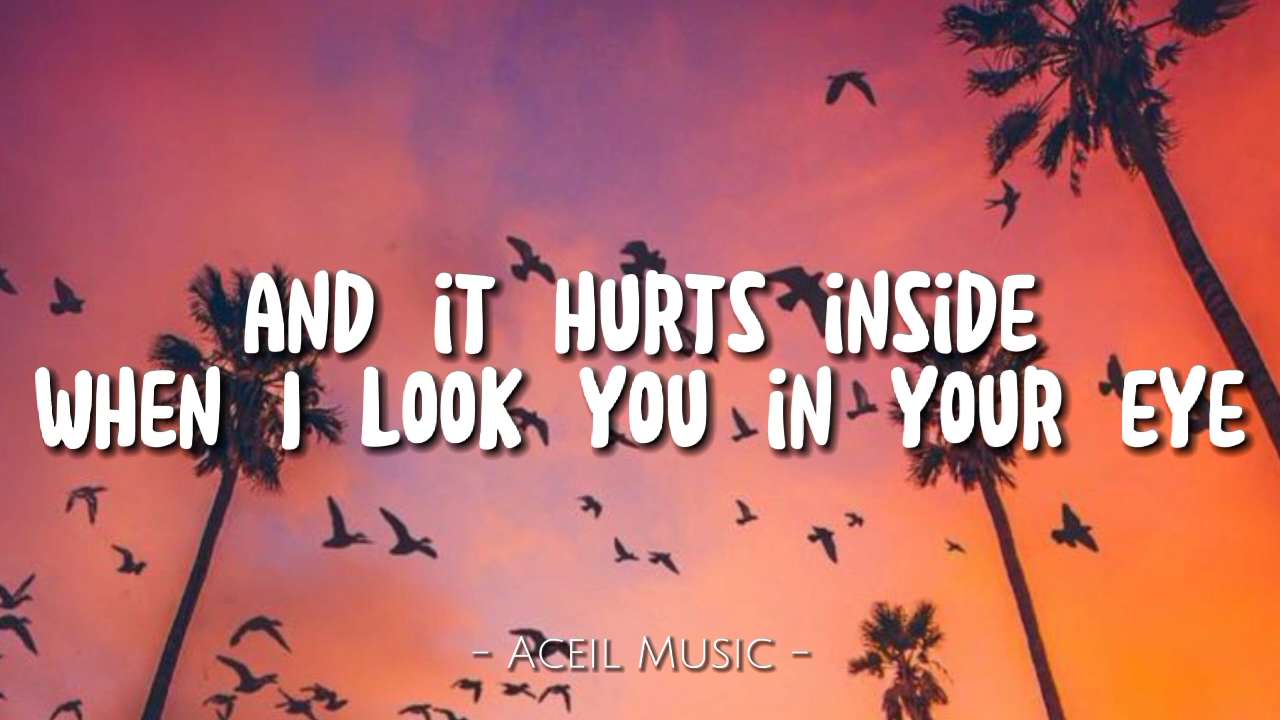 AND iT HURTS iNSiDE
WHEN I LOOK YOU iN YOUR EYE
- ACEIL MUSIC -